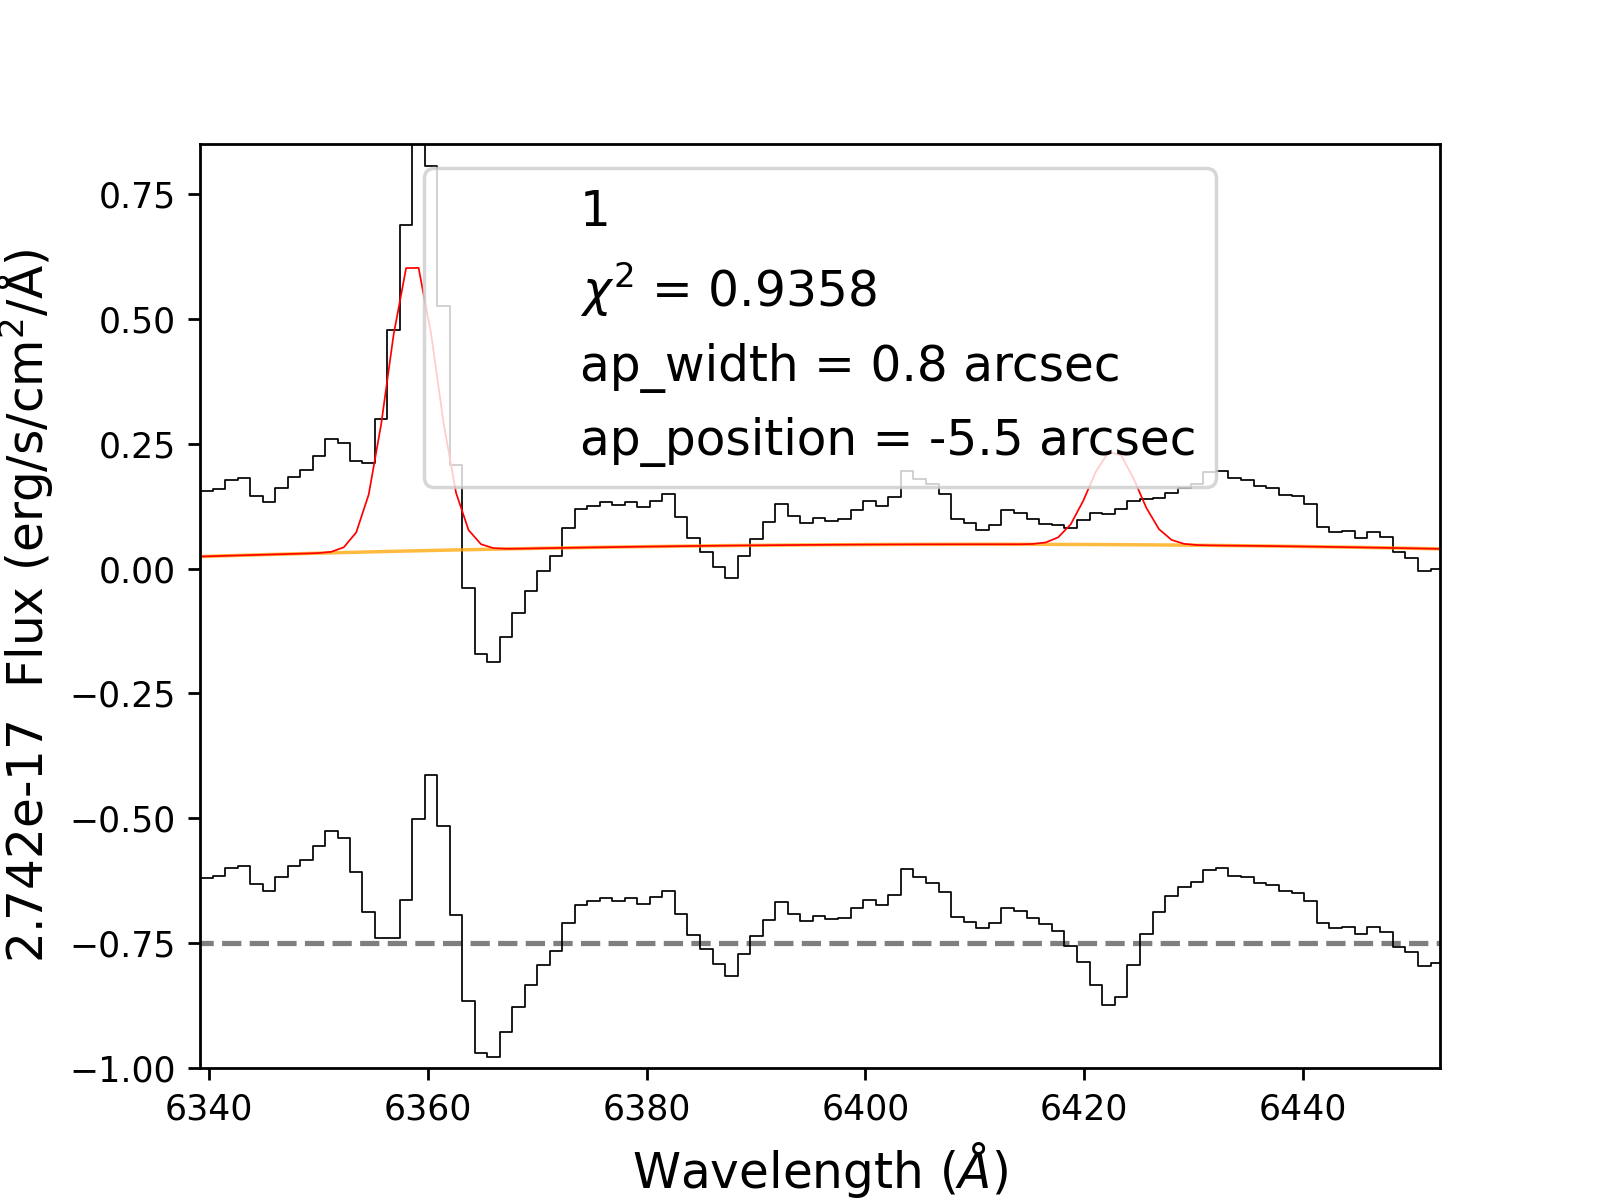 1
χ² = 0.9358
ap_width = 0.8 arcsec
ap_position = -5.5 arcsec
2.742e-17 Flux (erg/s/cm²/Å)
0.75
0.50
0.25
0.00
−0.25
−0.50
−0.75
−1.00
6340 6360 6380 6400 6420 6440
Wavelength (Å)